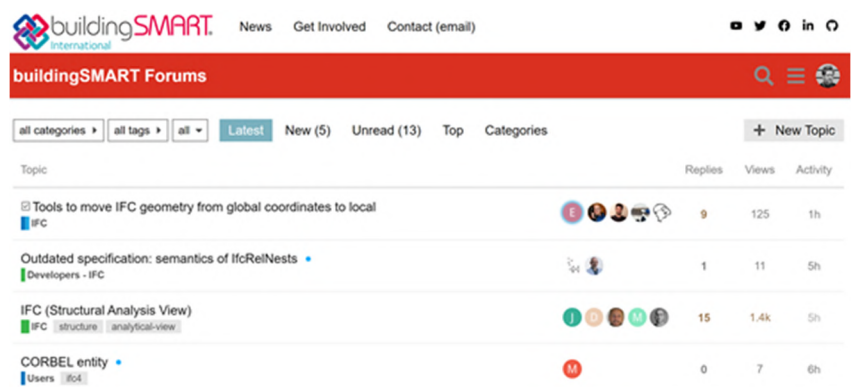 buildingSMART®
International
News Get Involved Contact (email)
buildingSMART Forums
all categories all tags all Latest New (5) Unread (13) Top Categories + New Topic
Topic Replies Views Activity
Tools to move IFC geometry from global coordinates to local E 9 125 1h
IFC
Outdated specification: semantics of IfcRelNests 1 11 5h
Developers - IFC
IFC (Structural Analysis View) J D M 15 1.4k 5h
IFC structure analytical-view
CORBEL entity M 0 7 6h
Users ifc4